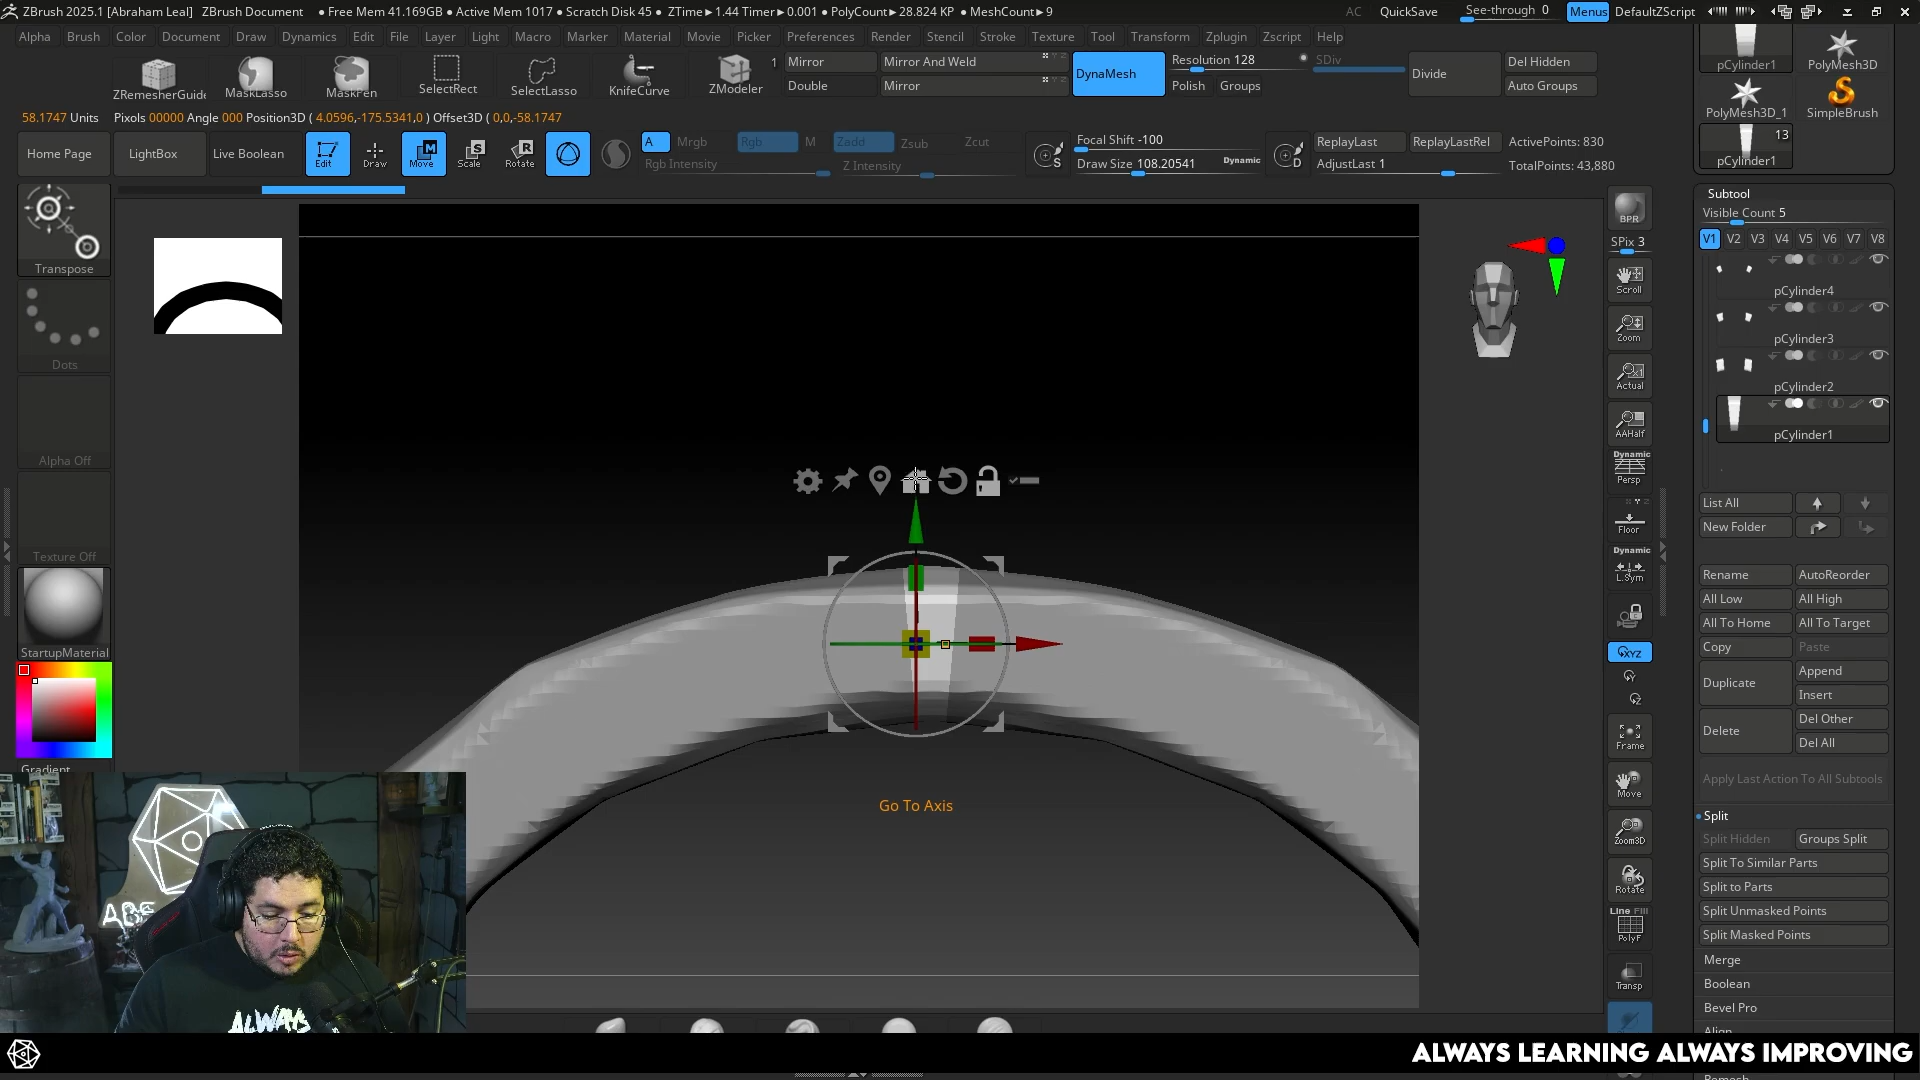 ZBrush 2025.1 [Abraham Leal] ZBrush Document • Free Mem 41.169GB • Active Mem 1017 • Scratch Disk 45 • ZTime►1.44 Timer►0.001 • PolyCount►28.824 KP • MeshCount►9 AC QuickSave See-through 0 Menus DefaultZScript
Alpha Brush Color Document Draw Dynamics Edit File Layer Light Macro Marker Material Movie Picker Preferences Render Stencil Stroke Texture Tool Transform Zplugin Zscript Help
ZRemesherGuide MaskLasso MaskPen SelectRect SelectLasso KnifeCurve ZModeler 1
Mirror Mirror And Weld
Double Mirror
DynaMesh
Resolution 128
Polish Groups
SDiv
Divide
Del Hidden
Auto Groups
58.1747 Units Pixols 00000 Angle 000 Position3D ( 4.0596,-175.5341,0 ) Offset3D ( 0,0,-58.1747
Home Page LightBox Live Boolean Edit Draw Move Scale Rotate
A Mrgb Rgb M Zadd Zsub Zcut
Rgb Intensity Z Intensity
S
Focal Shift -100
Draw Size 108.20541 Dynamic
D
ReplayLast ReplayLastRel
AdjustLast 1
ActivePoints: 830
TotalPoints: 43,880
Transpose
Dots
Alpha Off
Texture Off
StartupMaterial
Gradient
Go To Axis
BPR
SPix 3
Scroll
Zoom
Actual
AAHalf
Dynamic
Persp
Floor
Dynamic
L.Sym
XYZ
Frame
Move
Zoom3D
Rotate
Line Fill
PolyF
Transp
pCylinder1
PolyMesh3D
PolyMesh3D_1
SimpleBrush
13
pCylinder1
Subtool
Visible Count 5
V1 V2 V3 V4 V5 V6 V7 V8
pCylinder4
pCylinder3
pCylinder2
pCylinder1
List All
New Folder
Rename AutoReorder
All Low All High
All To Home All To Target
Copy Paste
Duplicate Append
Insert
Delete Del Other
Del All
Apply Last Action To All Subtools
Split
Split Hidden Groups Split
Split To Similar Parts
Split to Parts
Split Unmasked Points
Split Masked Points
Merge
Boolean
Bevel Pro
Align
Remesh
ABE
ALWAYS
ALWAYS LEARNING ALWAYS IMPROVING